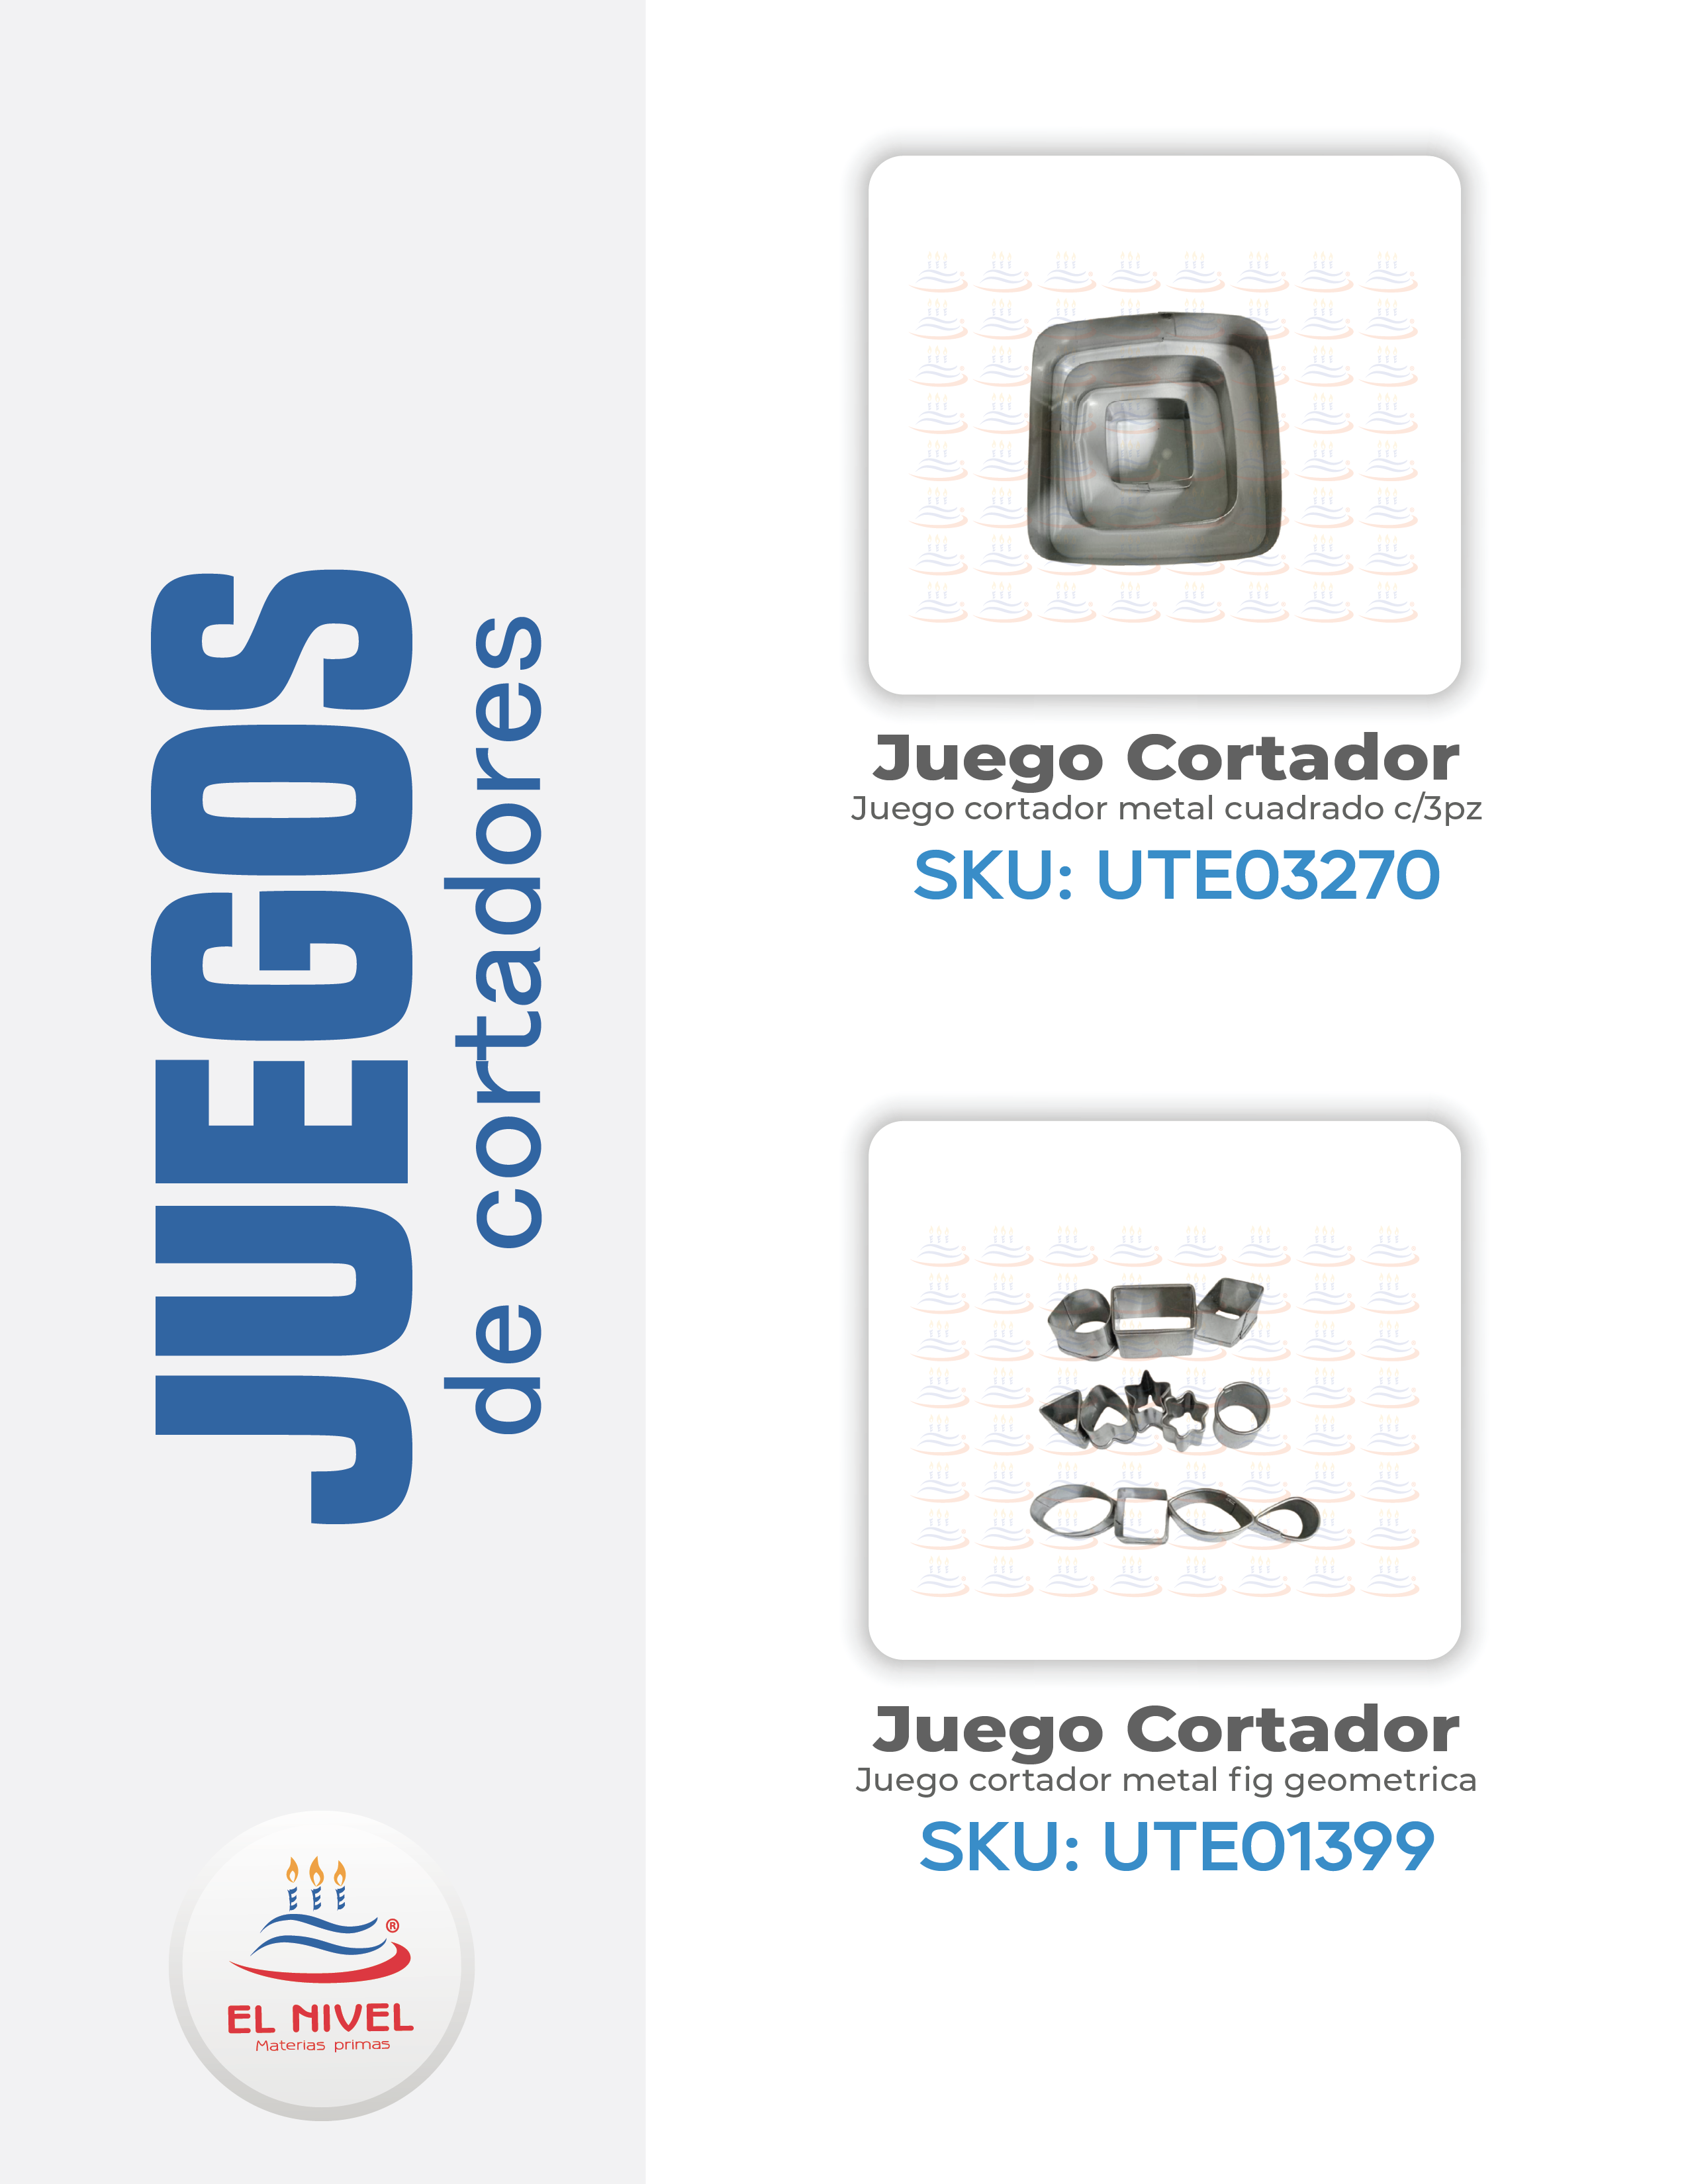 JUEGOS
de cortadores
Juego Cortador
Juego cortador metal cuadrado c/3pz
SKU: UTE03270
Juego Cortador
Juego cortador metal fig geometrica
SKU: UTE01399
®
EL NIVEL
Materias primas